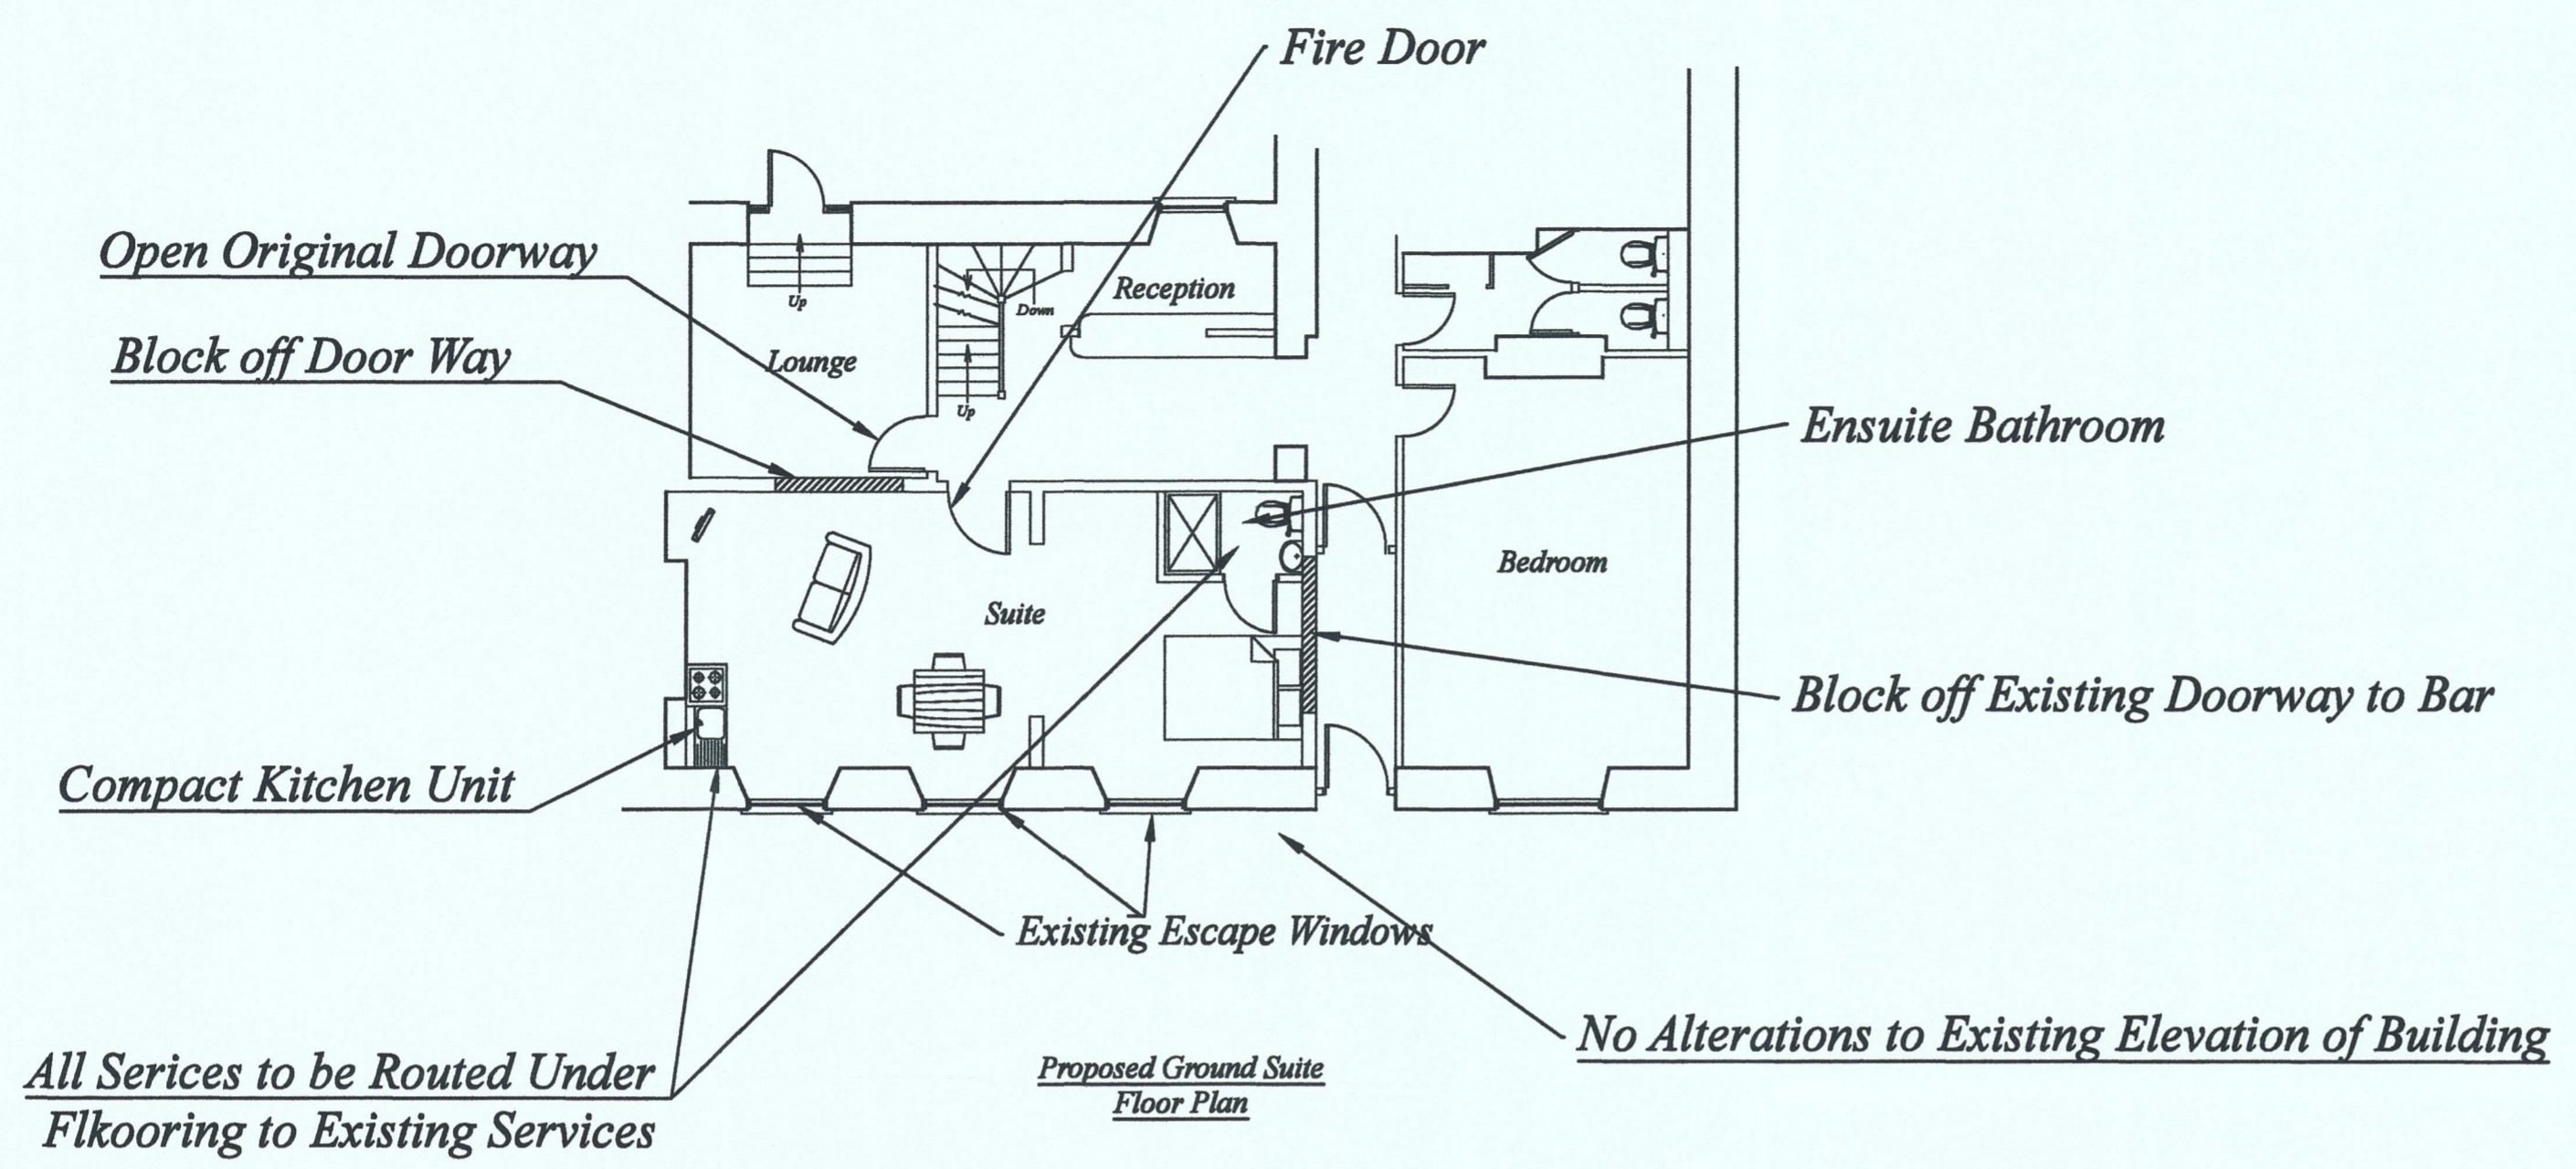 Fire Door
Open Original Doorway
Block off Door Way
Up
Down
Reception
Lounge
Up
Ensuite Bathroom
Bedroom
Suite
Block off Existing Doorway to Bar
Compact Kitchen Unit
Existing Escape Windows
No Alterations to Existing Elevation of Building
All Serices to be Routed Under
Flkooring to Existing Services
Proposed Ground Suite
Floor Plan